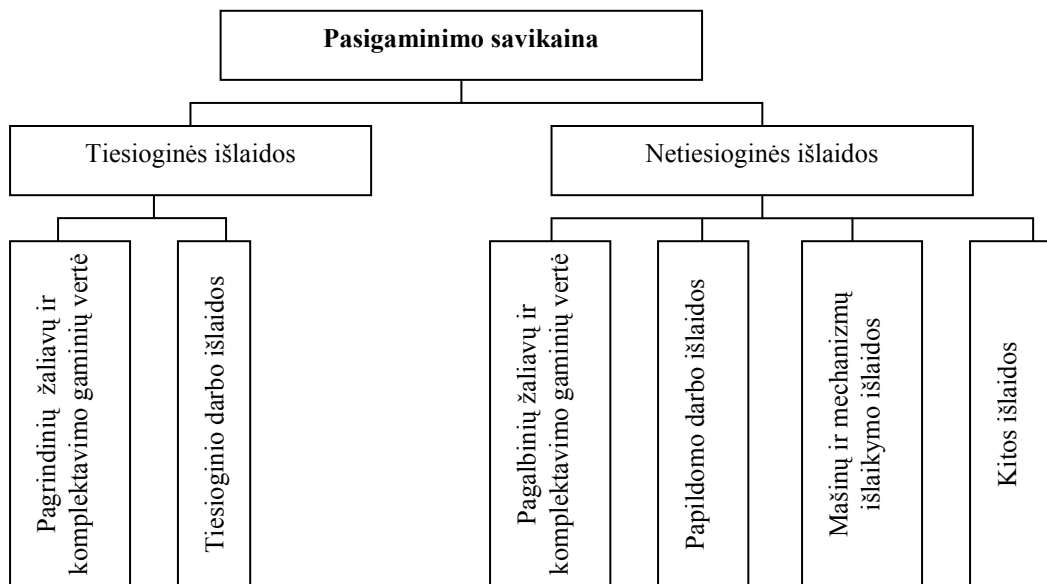 Pasigaminimo savikaina
Tiesioginės išlaidos
Netiesioginės išlaidos
Pagrindinių žaliavų ir
komplektavimo gaminių vertė
Tiesioginio darbo išlaidos
Pagalbinių žaliavų ir
komplektavimo gaminių vertė
Papildomo darbo išlaidos
Mašinų ir mechanizmų
išlaikymo išlaidos
Kitos išlaidos